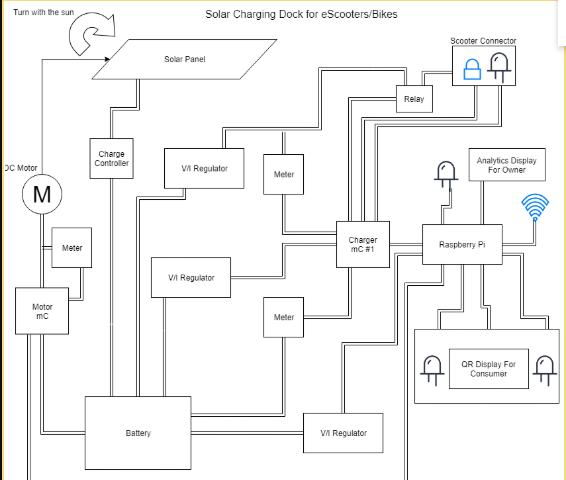 Turn with the sun
Solar Charging Dock for eScooters/Bikes
Scooter Connector
Solar Panel
Relay
Charge
Controller
V/I Regulator
Meter
Analytics Display
For Owner
DC Motor
M
Meter
Charger
mC #1
Raspberry Pi
V/I Regulator
Motor
mC
Meter
QR Display For
Consumer
Battery
V/I Regulator